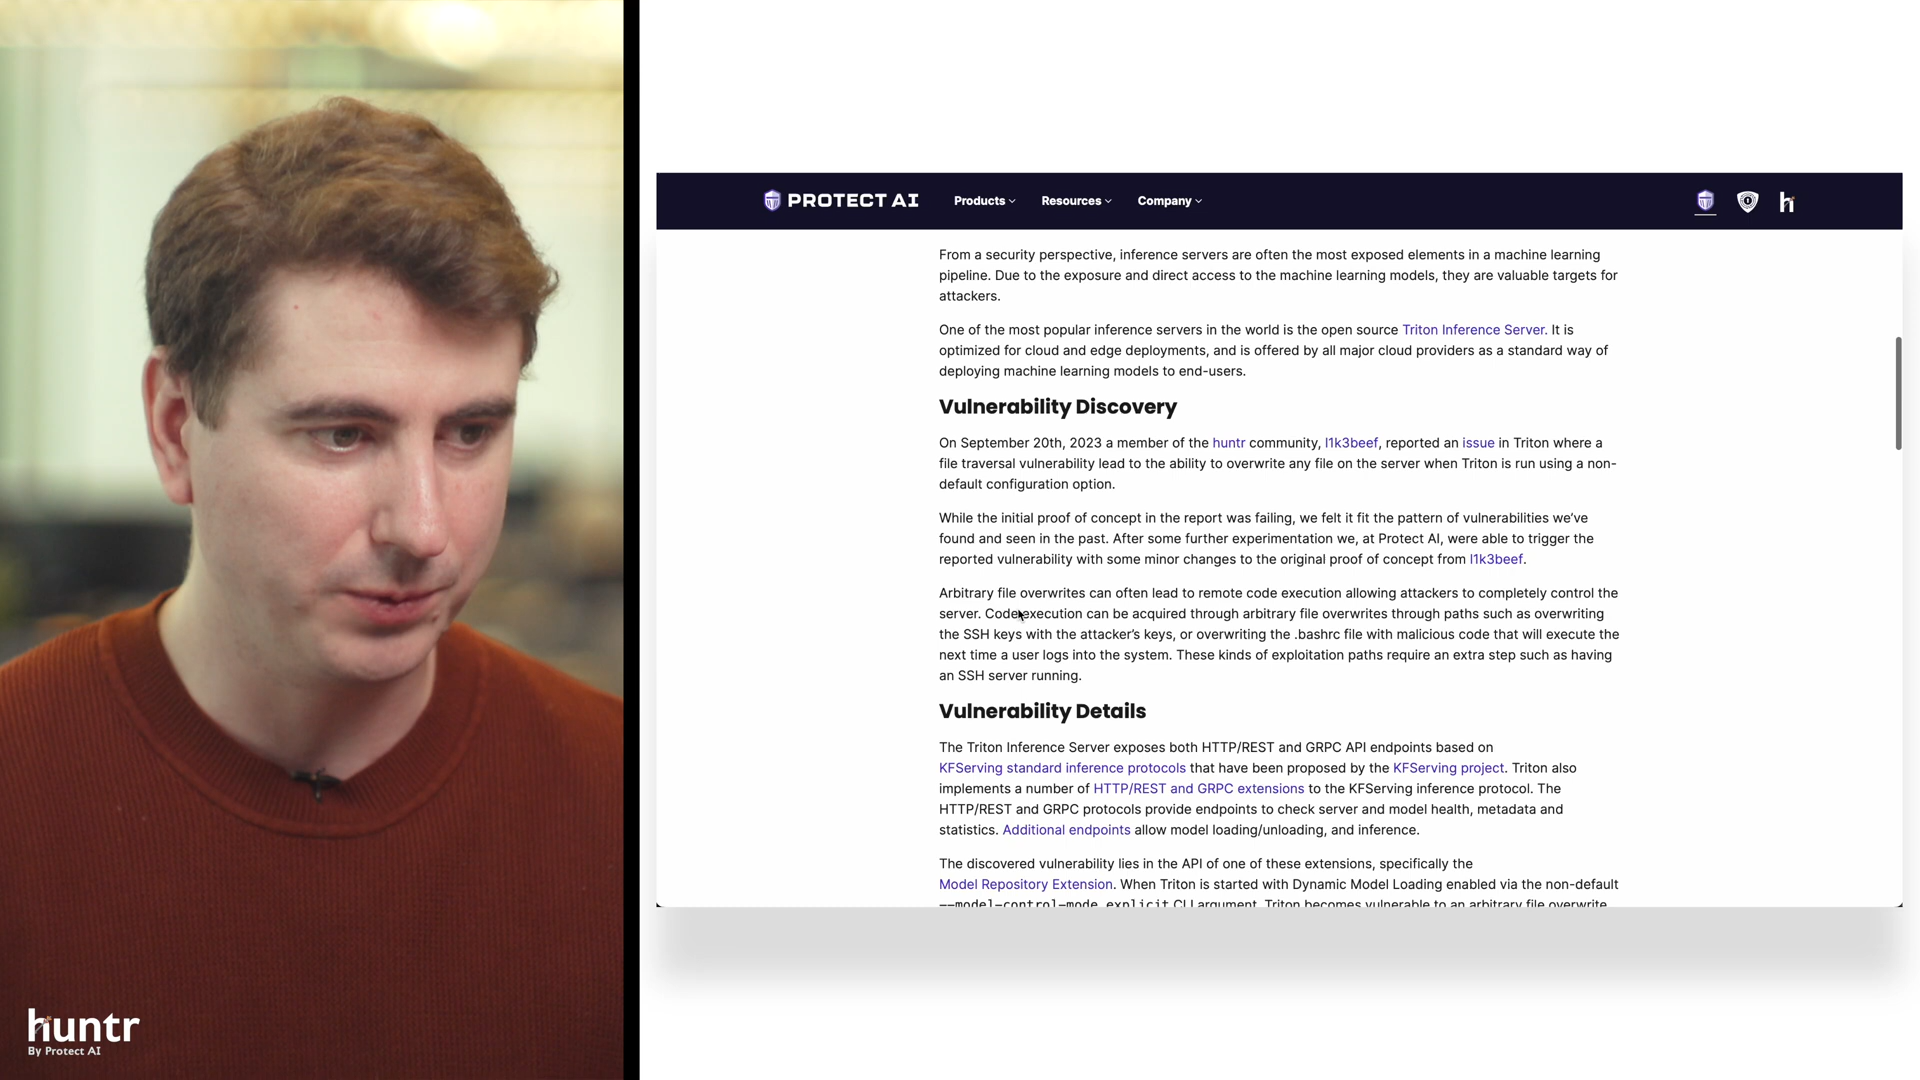 PROTECT AI
Products
Resources
Company
h
From a security perspective, inference servers are often the most exposed elements in a machine learning
pipeline. Due to the exposure and direct access to the machine learning models, they are valuable targets for
attackers.
One of the most popular inference servers in the world is the open source Triton Inference Server. It is
optimized for cloud and edge deployments, and is offered by all major cloud providers as a standard way of
deploying machine learning models to end-users.
Vulnerability Discovery
On September 20th, 2023 a member of the huntr community, l1k3beef, reported an issue in Triton where a
file traversal vulnerability lead to the ability to overwrite any file on the server when Triton is run using a non-
default configuration option.
While the initial proof of concept in the report was failing, we felt it fit the pattern of vulnerabilities we’ve
found and seen in the past. After some further experimentation we, at Protect AI, were able to trigger the
reported vulnerability with some minor changes to the original proof of concept from l1k3beef.
Arbitrary file overwrites can often lead to remote code execution allowing attackers to completely control the
server. Code execution can be acquired through arbitrary file overwrites through paths such as overwriting
the SSH keys with the attacker’s keys, or overwriting the .bashrc file with malicious code that will execute the
next time a user logs into the system. These kinds of exploitation paths require an extra step such as having
an SSH server running.
Vulnerability Details
The Triton Inference Server exposes both HTTP/REST and GRPC API endpoints based on
KFServing standard inference protocols that have been proposed by the KFServing project. Triton also
implements a number of HTTP/REST and GRPC extensions to the KFServing inference protocol. The
HTTP/REST and GRPC protocols provide endpoints to check server and model health, metadata and
statistics. Additional endpoints allow model loading/unloading, and inference.
The discovered vulnerability lies in the API of one of these extensions, specifically the
Model Repository Extension. When Triton is started with Dynamic Model Loading enabled via the non-default
--model-control-mode explicit CLI argument, Triton becomes vulnerable to an arbitrary file overwrite
huntr
By Protect AI